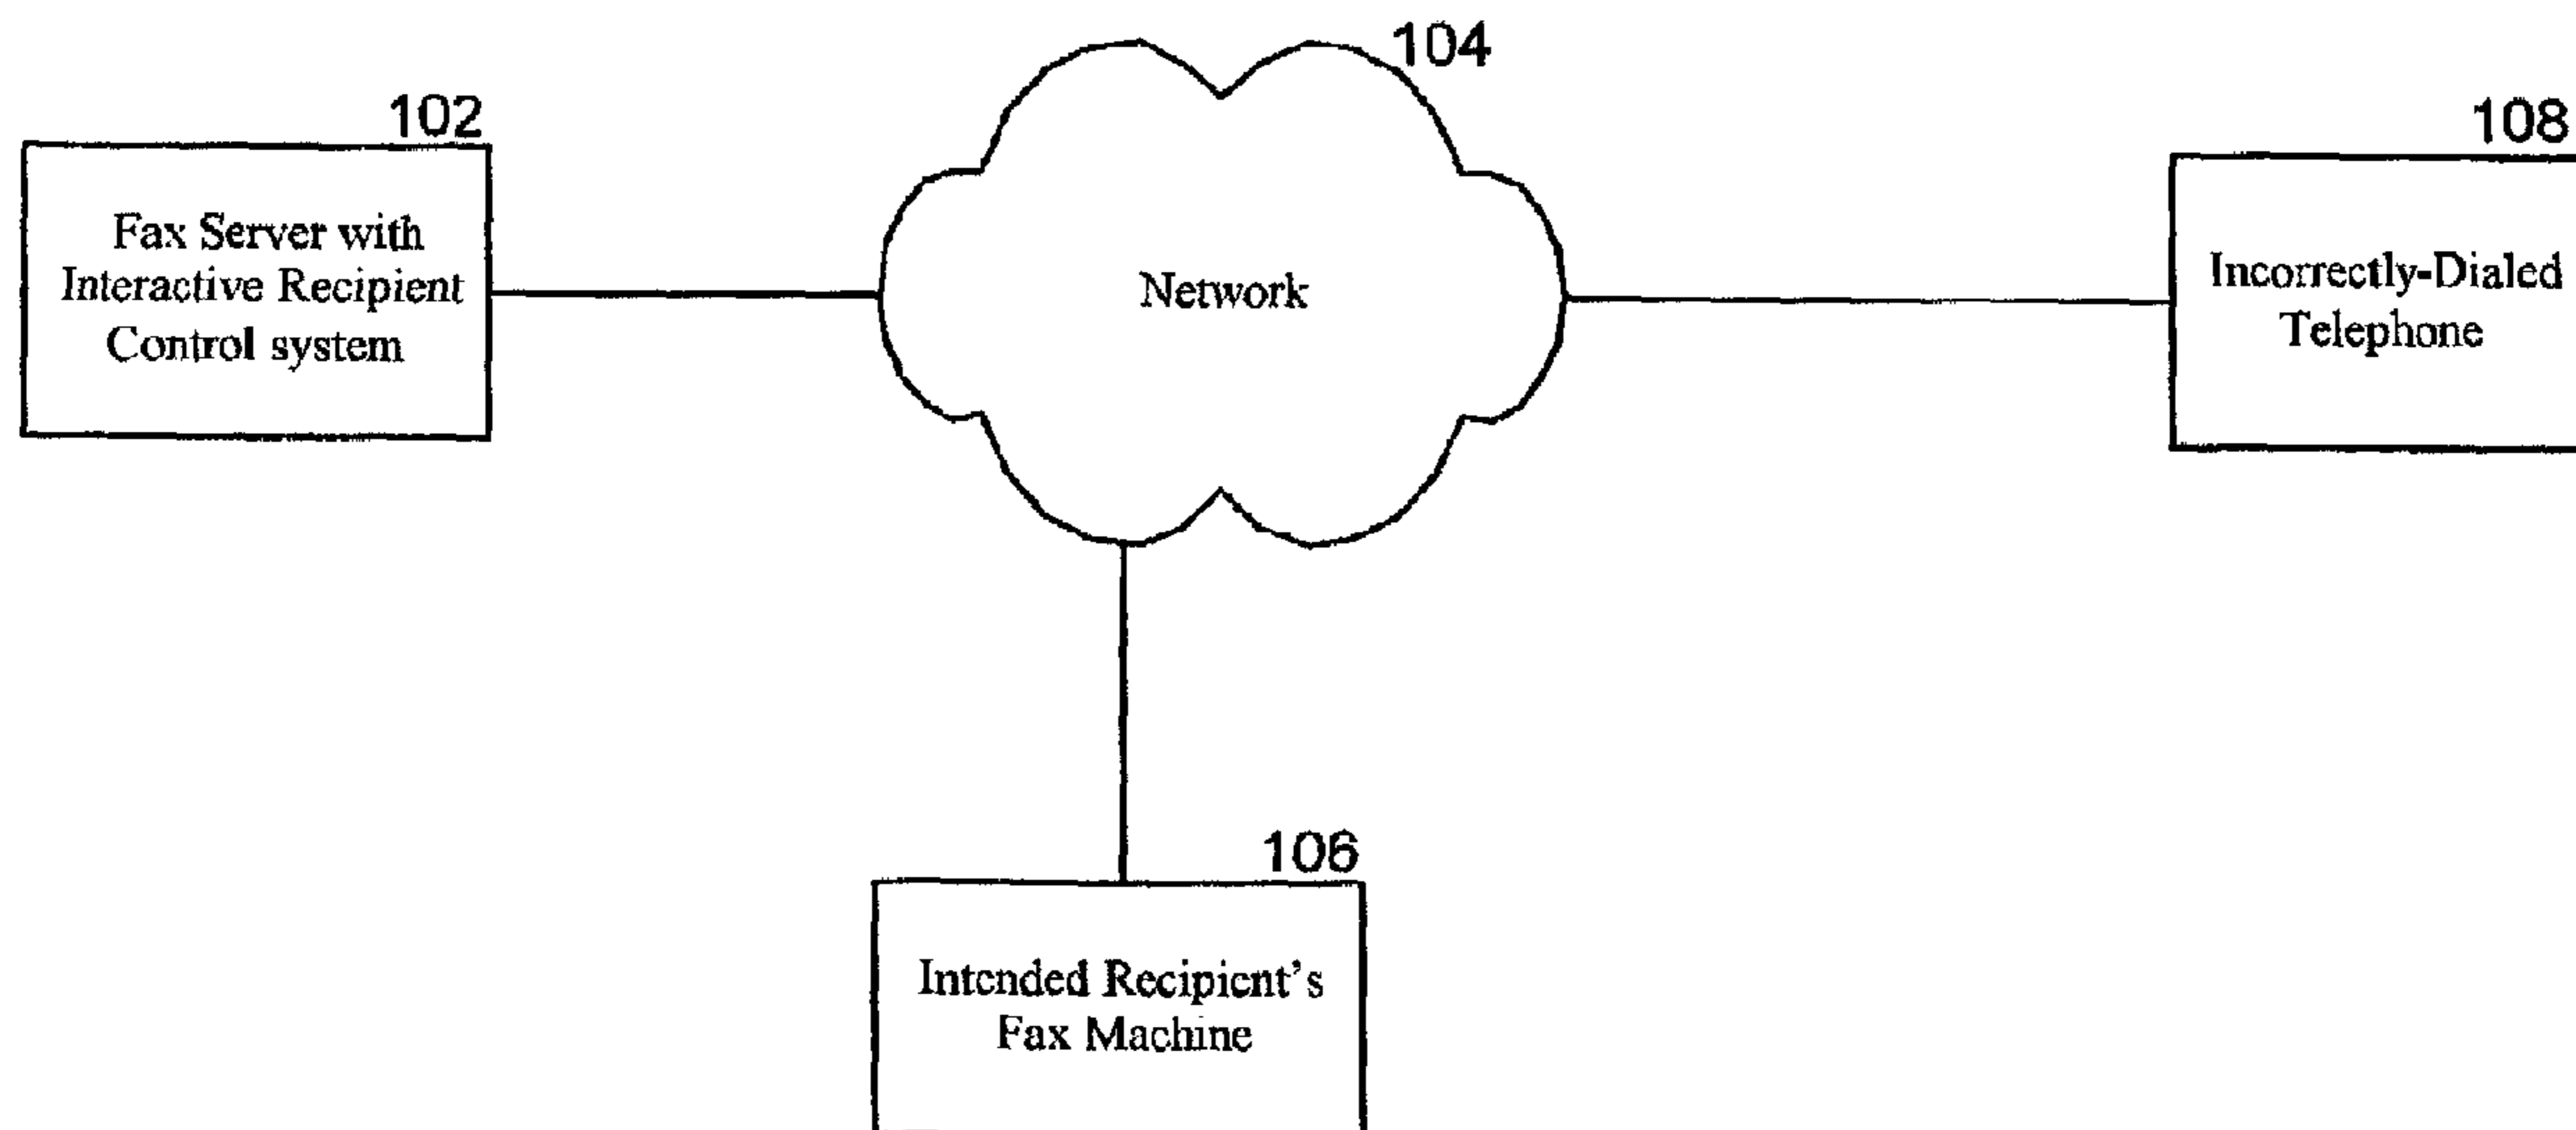 104
102
108
Fax Server with
Interactive Recipient
Control system
Network
Incorrectly-Dialed
Telephone
106
Intended Recipient's
Fax Machine